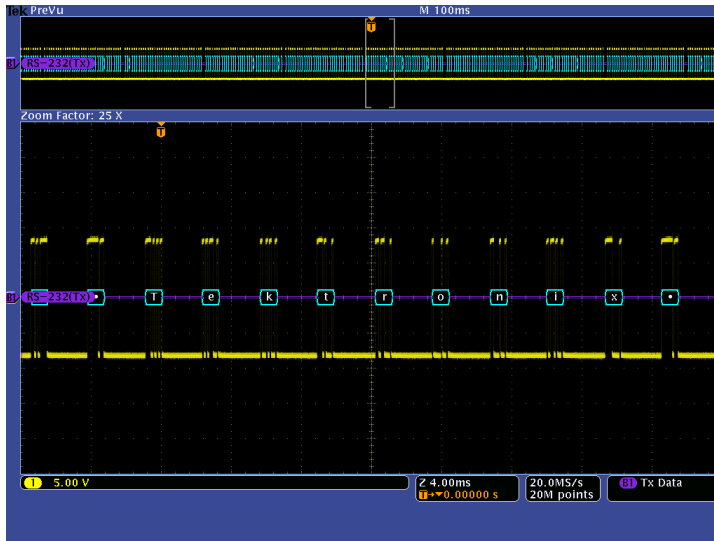 Tek PreVu M 100ms
T
B1 RS-232(Tx)
Zoom Factor: 25 X
T
B1 RS-232(Tx) • T e k t r o n i x •
1 5.00 V
Z 4.00ms
T→▼0.00000 s
20.0MS/s
20M points
B1 Tx Data